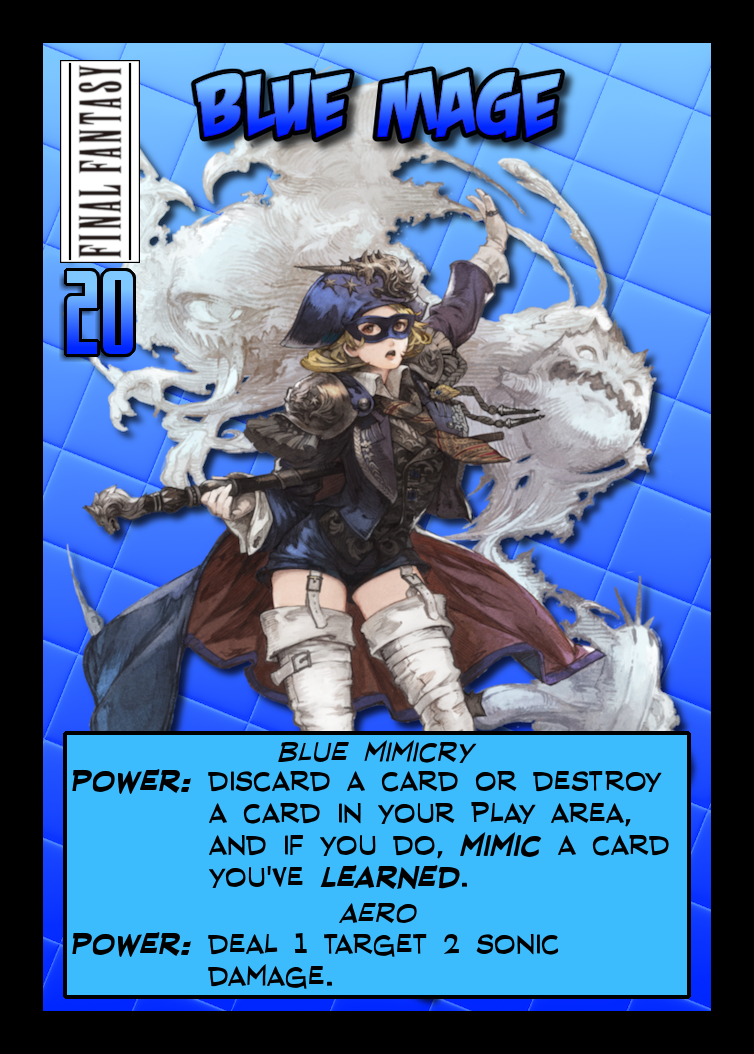 BLUE MAGE
FINAL FANTASY
20
BLUE MIMICRY
POWER: DISCARD A CARD OR DESTROY
A CARD IN YOUR PLAY AREA,
AND IF YOU DO, MIMIC A CARD
YOU'VE LEARNED.
AERO
POWER: DEAL 1 TARGET 2 SONIC
DAMAGE.